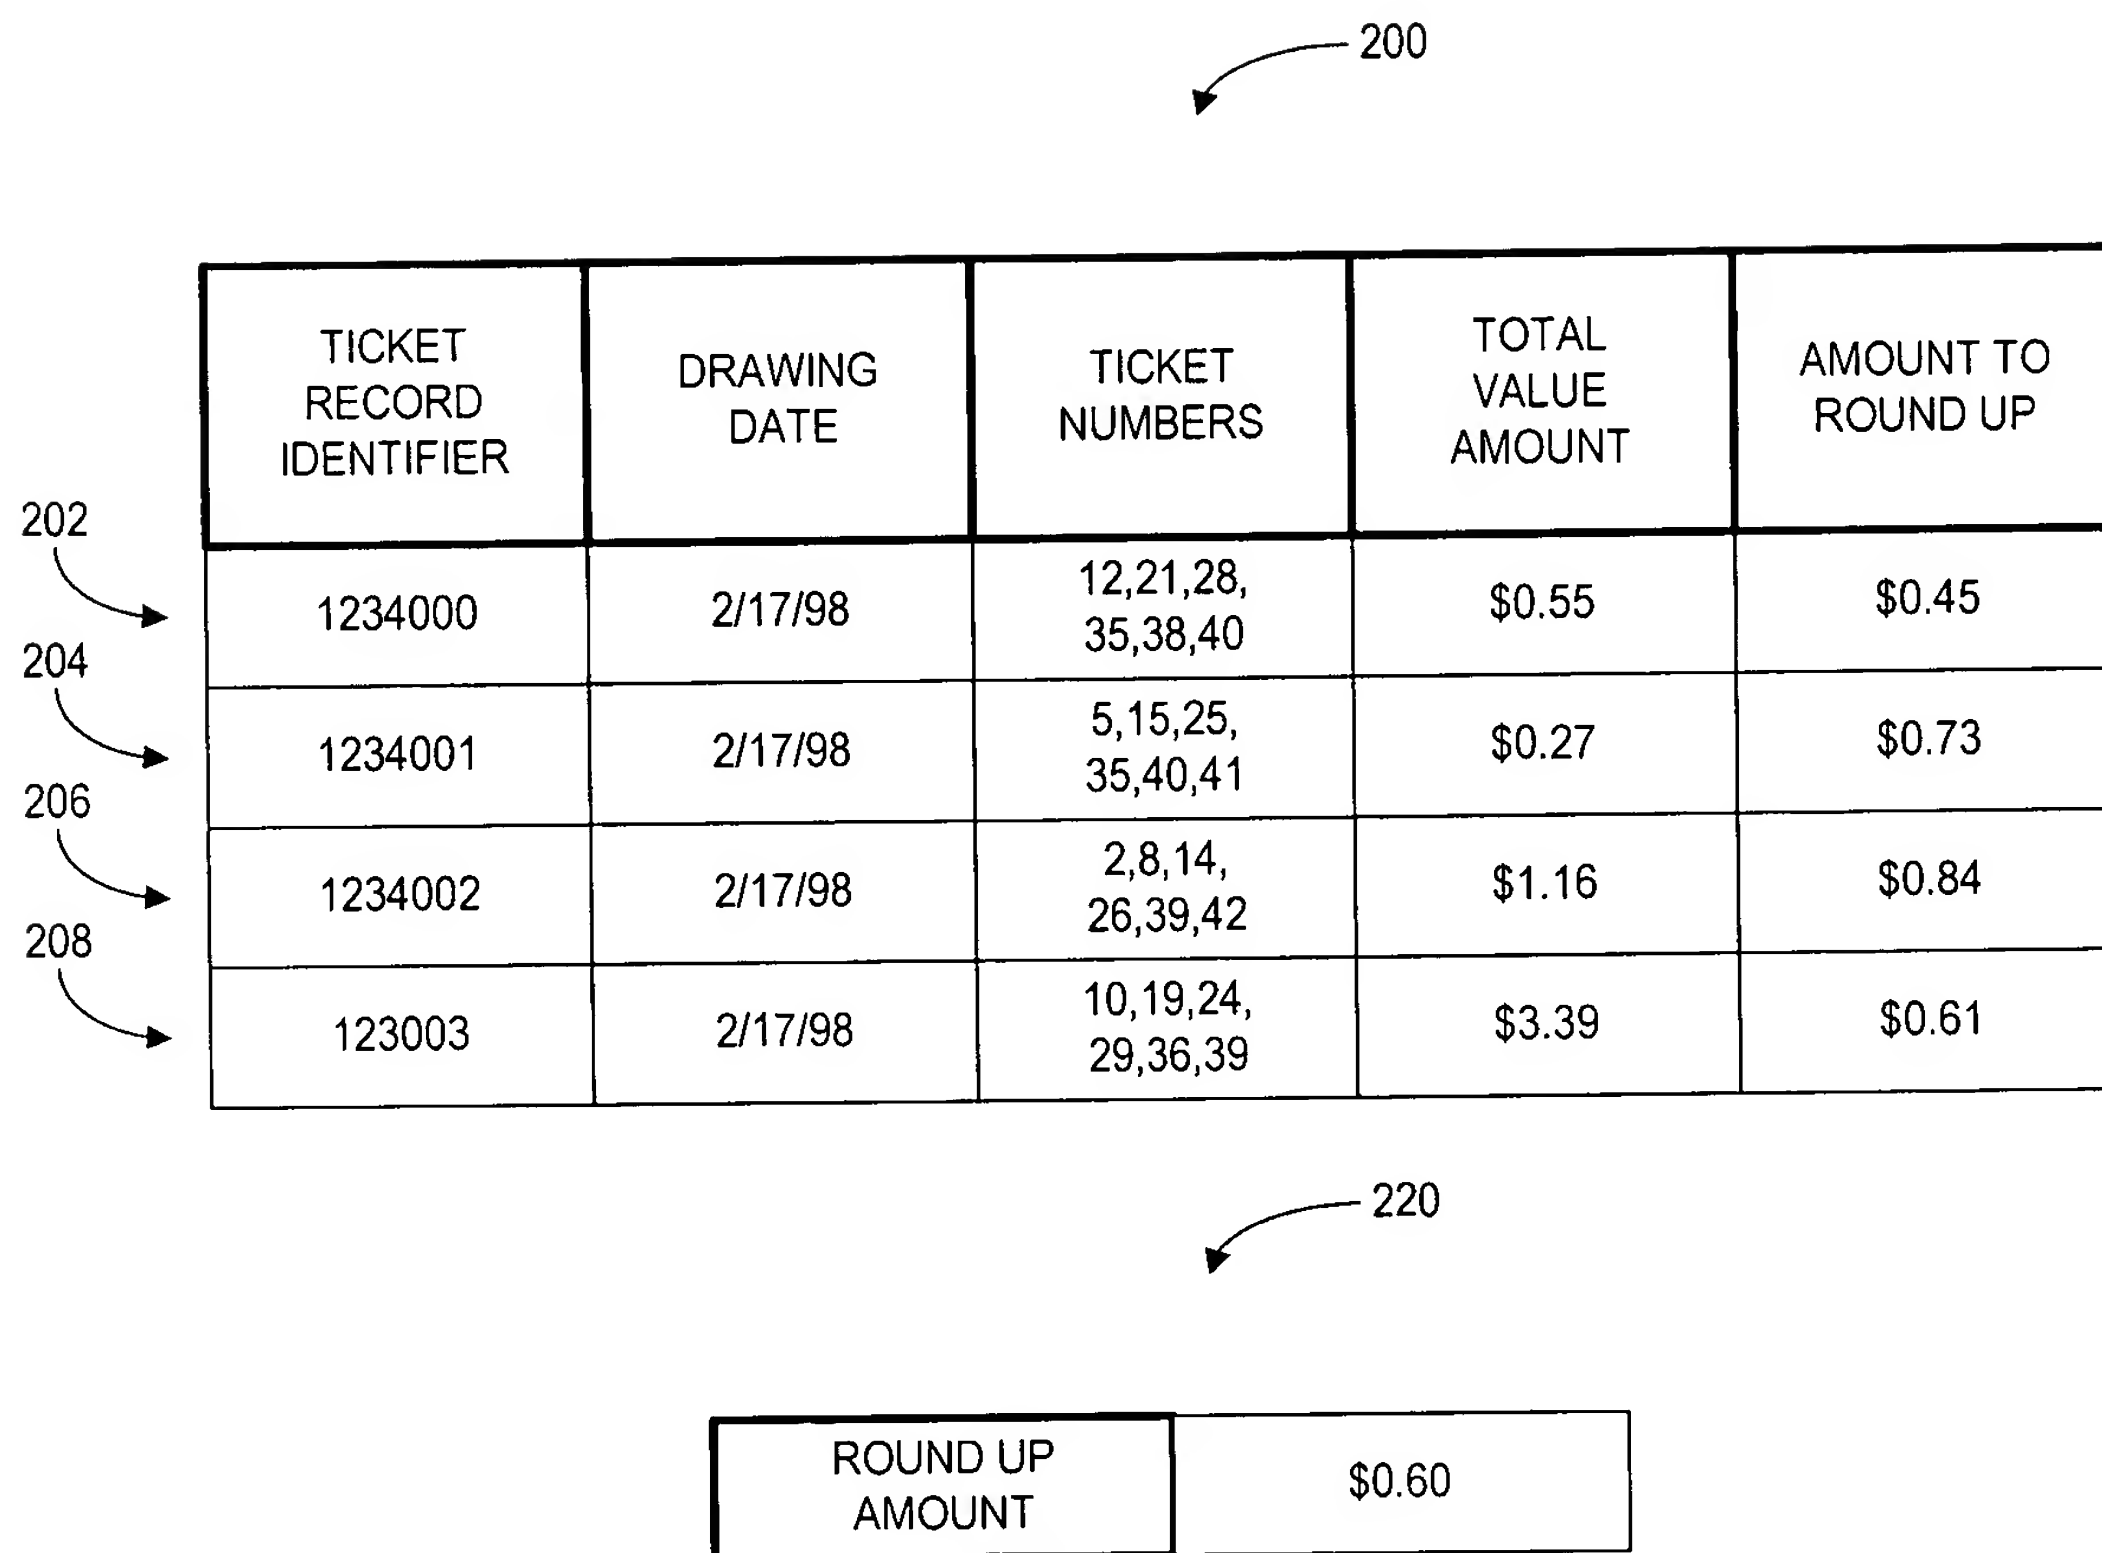 200
TICKET
RECORD
IDENTIFIER
DRAWING
DATE
TICKET
NUMBERS
TOTAL
VALUE
AMOUNT
AMOUNT TO
ROUND UP
202
1234000
2/17/98
12,21,28,
35,38,40
$0.55
$0.45
204
1234001
2/17/98
5,15,25,
35,40,41
$0.27
$0.73
206
1234002
2/17/98
2,8,14,
26,39,42
$1.16
$0.84
208
123003
2/17/98
10,19,24,
29,36,39
$3.39
$0.61
220
ROUND UP
AMOUNT
$0.60